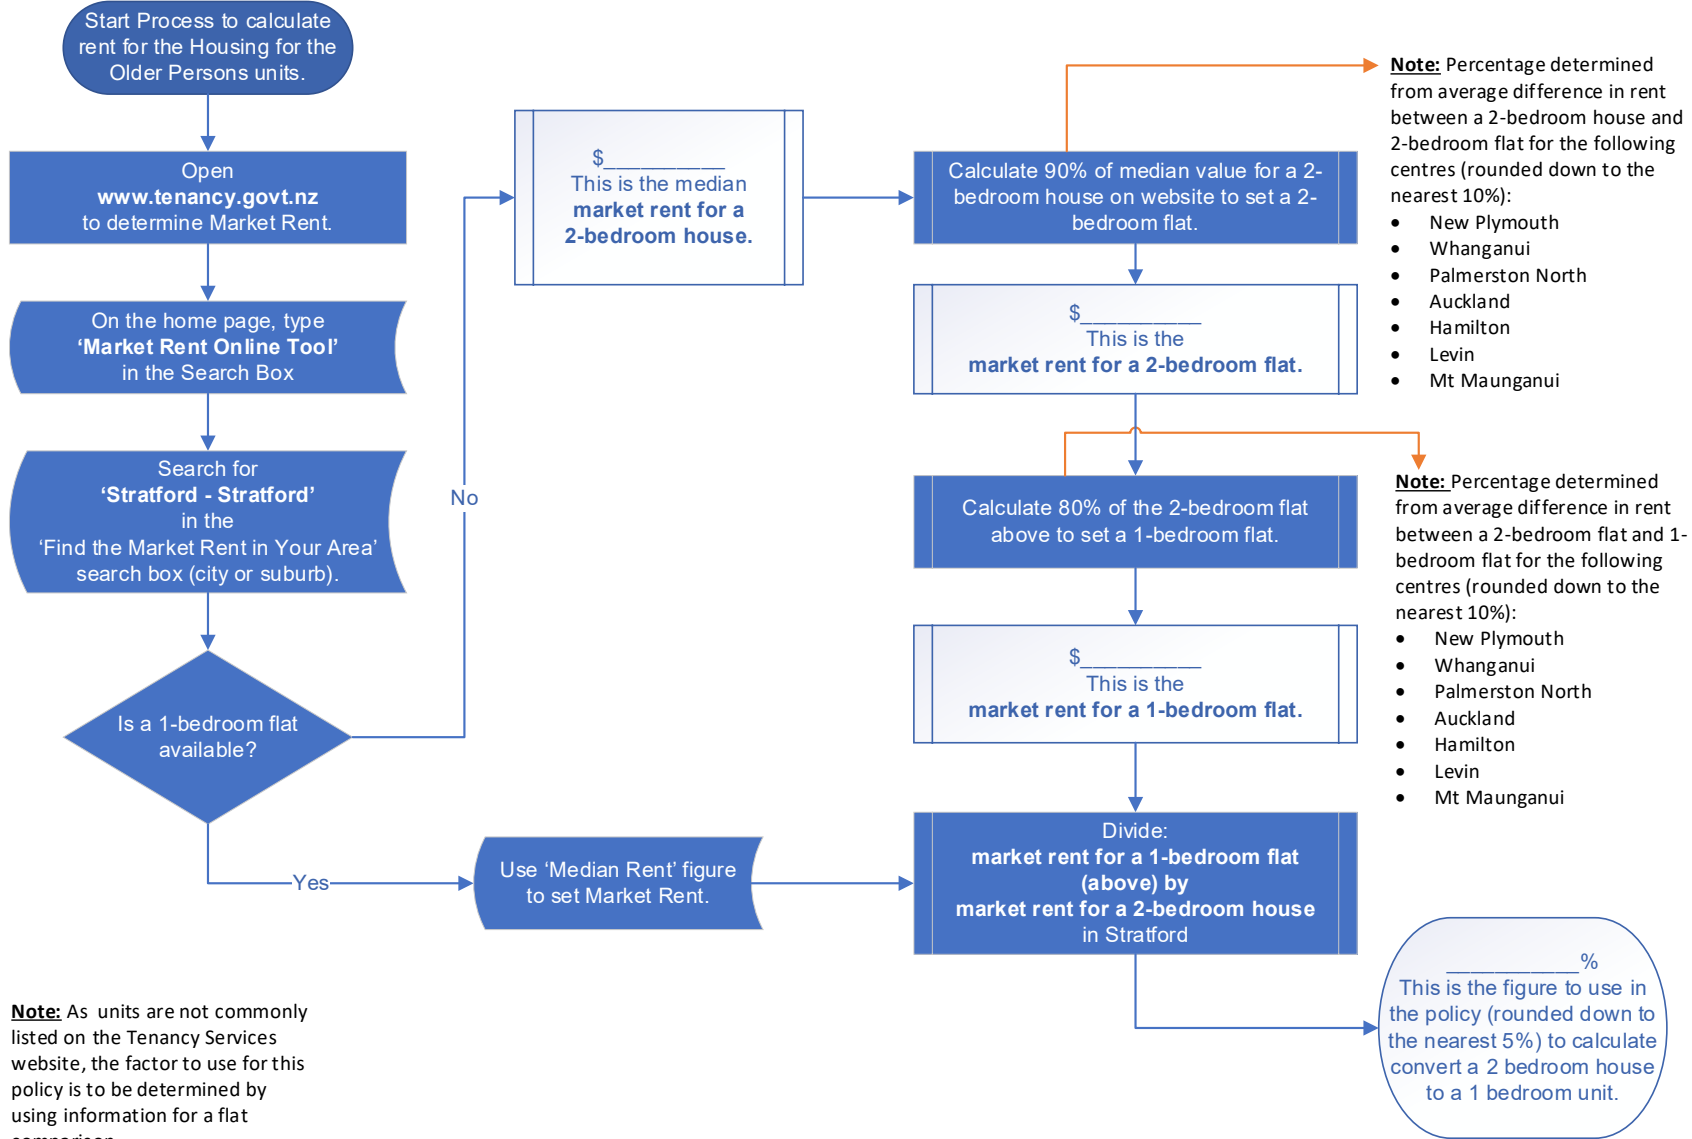 Start Process to calculate
rent for the Housing for the
Older Persons units.
Open
www.tenancy.govt.nz
to determine Market Rent.
On the home page, type
‘Market Rent Online Tool’
in the Search Box
Search for
‘Stratford - Stratford’
in the
‘Find the Market Rent in Your Area’
search box (city or suburb).
Is a 1-bedroom flat
available?
No
Yes
$__________
This is the median
market rent for a
2-bedroom house.
Calculate 90% of median value for a 2-
bedroom house on website to set a 2-
bedroom flat.
Note: Percentage determined
from average difference in rent
between a 2-bedroom house and
2-bedroom flat for the following
centres (rounded down to the
nearest 10%):
• New Plymouth
• Whanganui
• Palmerston North
• Auckland
• Hamilton
• Levin
• Mt Maunganui
$__________
This is the
market rent for a 2-bedroom flat.
Calculate 80% of the 2-bedroom flat
above to set a 1-bedroom flat.
Note: Percentage determined
from average difference in rent
between a 2-bedroom flat and 1-
bedroom flat for the following
centres (rounded down to the
nearest 10%):
• New Plymouth
• Whanganui
• Palmerston North
• Auckland
• Hamilton
• Levin
• Mt Maunganui
$__________
This is the
market rent for a 1-bedroom flat.
Use ‘Median Rent’ figure
to set Market Rent.
Divide:
market rent for a 1-bedroom flat
(above) by
market rent for a 2-bedroom house
in Stratford
___________%
This is the figure to use in
the policy (rounded down to
the nearest 5%) to calculate
convert a 2 bedroom house
to a 1 bedroom unit.
Note: As units are not commonly
listed on the Tenancy Services
website, the factor to use for this
policy is to be determined by
using information for a flat